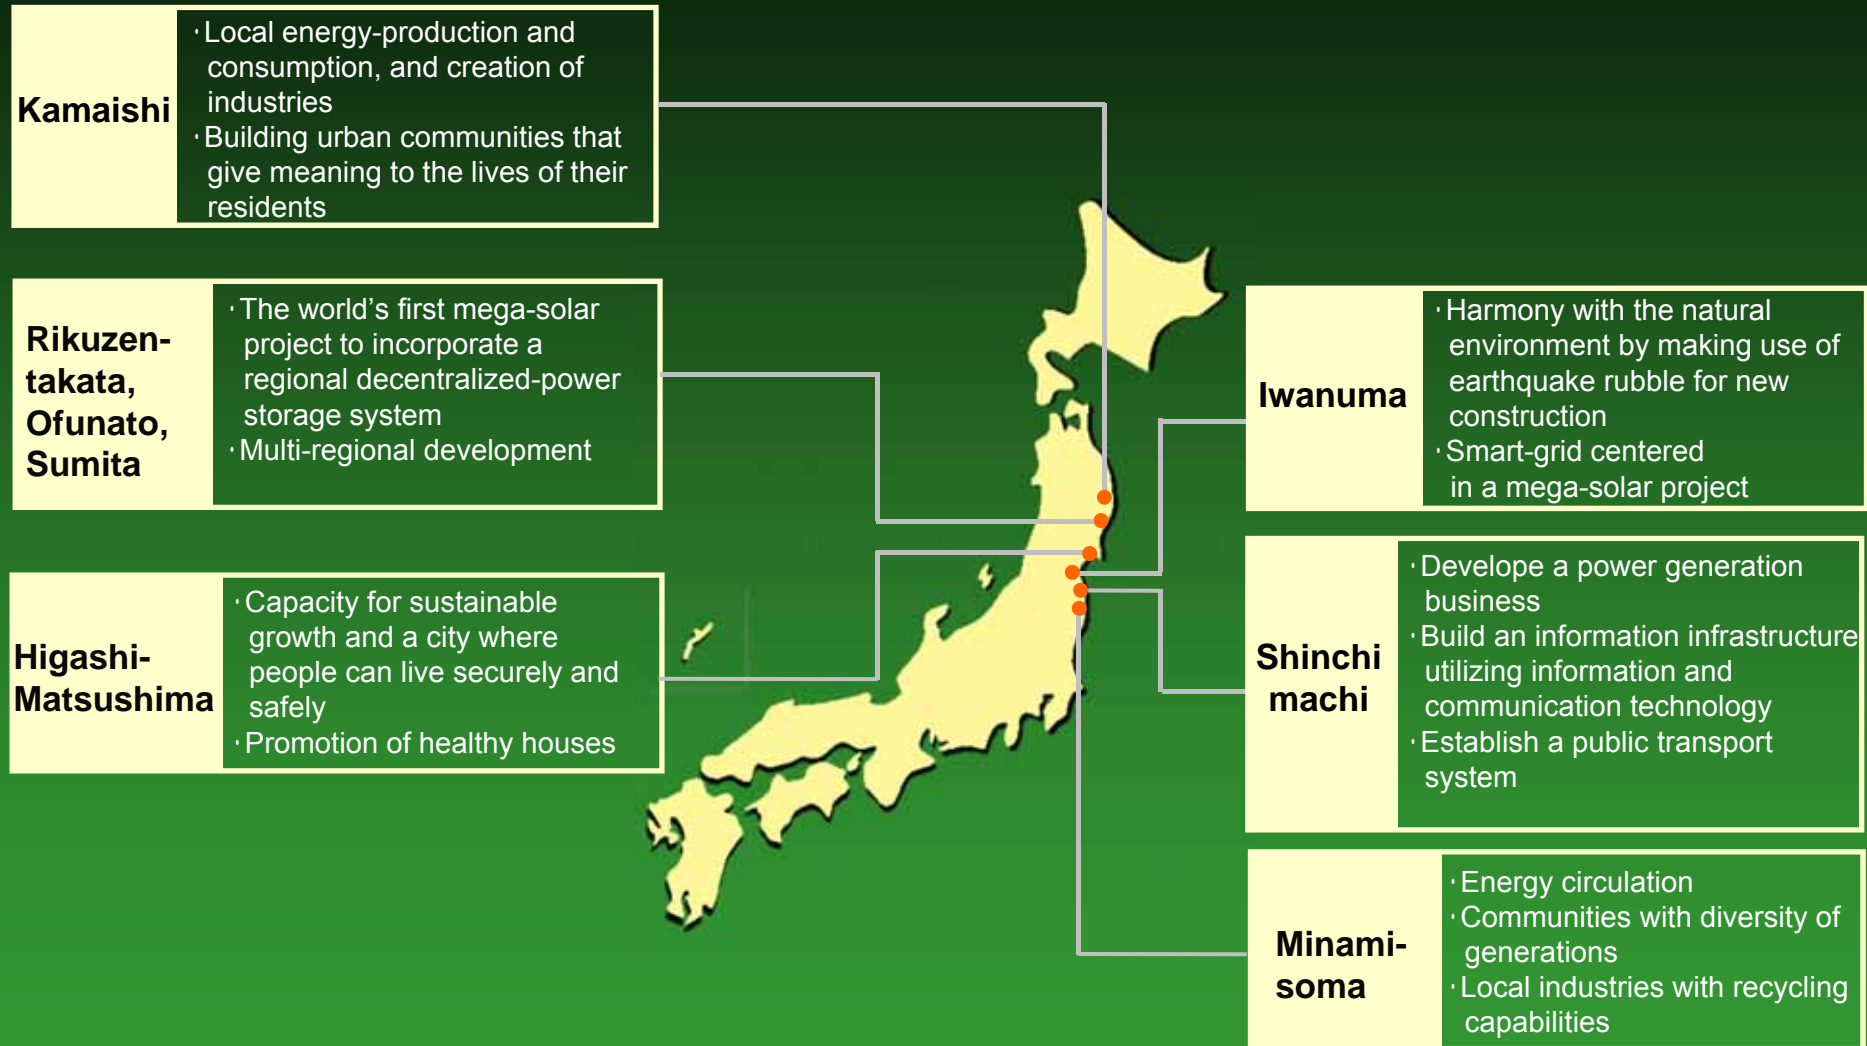 Kamaishi
·Local energy-production and
consumption, and creation of
industries
·Building urban communities that
give meaning to the lives of their
residents
Rikuzen-
takata,
Ofunato,
Sumita
·The world's first mega-solar
project to incorporate a
regional decentralized-power
storage system
·Multi-regional development
Higashi-
Matsushima
·Capacity for sustainable
growth and a city where
people can live securely and
safely
·Promotion of healthy houses
Iwanuma
·Harmony with the natural
environment by making use of
earthquake rubble for new
construction
·Smart-grid centered
in a mega-solar project
Shinchi
machi
·Develope a power generation
business
·Build an information infrastructure
utilizing information and
communication technology
·Establish a public transport
system
Minami-
soma
·Energy circulation
·Communities with diversity of
generations
·Local industries with recycling
capabilities